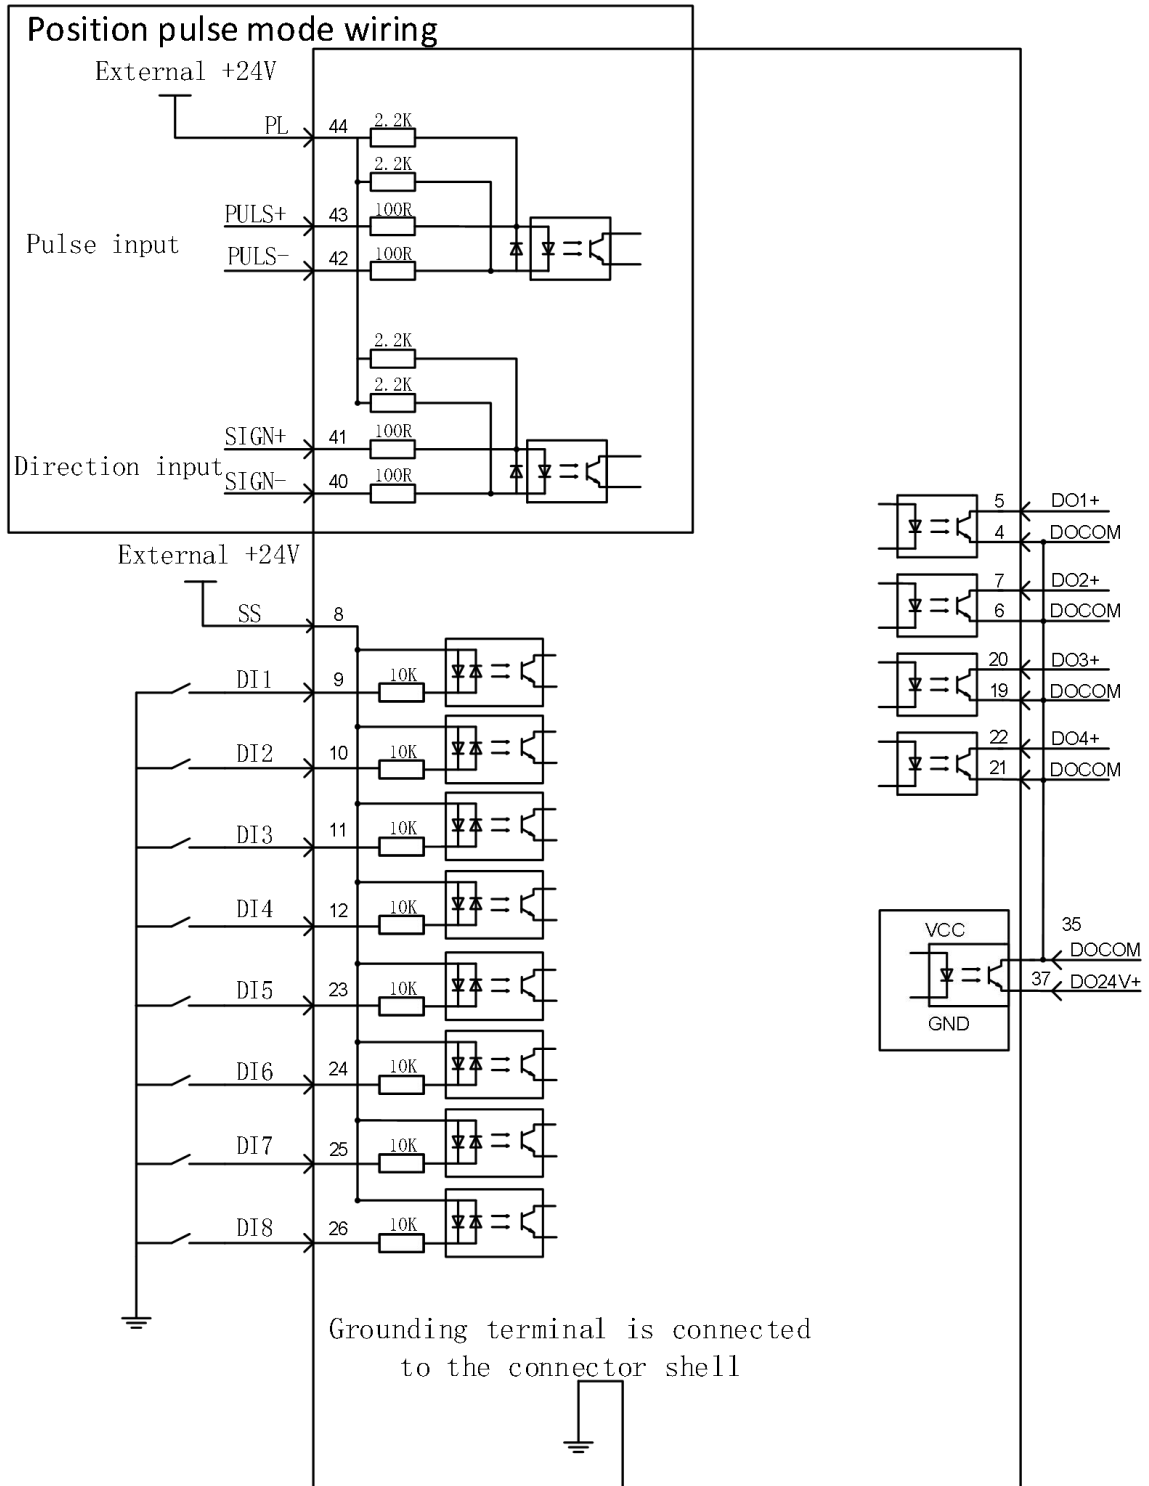 Position pulse mode wiring
External +24V
PL 44 2.2K
2.2K
PULS+ 43 100R
Pulse input
PULS- 42 100R
2.2K
2.2K
SIGN+ 41 100R
Direction input
SIGN- 40 100R
5 DO1+
4 DOCOM
External +24V
7 DO2+
SS 8
6 DOCOM
20 DO3+
DI1 9 10K
19 DOCOM
22 DO4+
DI2 10 10K
21 DOCOM
DI3 11 10K
DI4 12 10K
VCC 35
DOCOM
DI5 23 10K
37 DO24V+
GND
DI6 24 10K
DI7 25 10K
DI8 26 10K
Grounding terminal is connected
to the connector shell